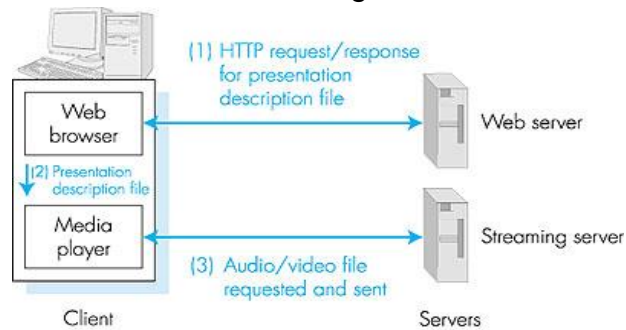 (1) HTTP request/response
for presentation
description file
Web
browser
Web server
(2) Presentation
description file
Media
player
Streaming server
(3) Audio/video file
requested and sent
Client
Servers